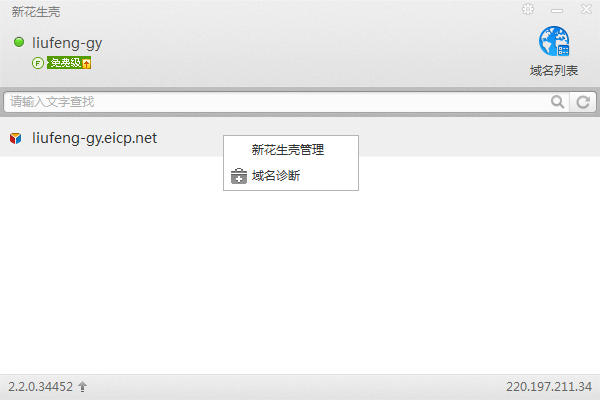 新花生壳
liufeng-gy
F 免费级
域名列表
请输入文字查找
liufeng-gy.eicp.net
新花生壳管理
域名诊断
2.2.0.34452
220.197.211.34